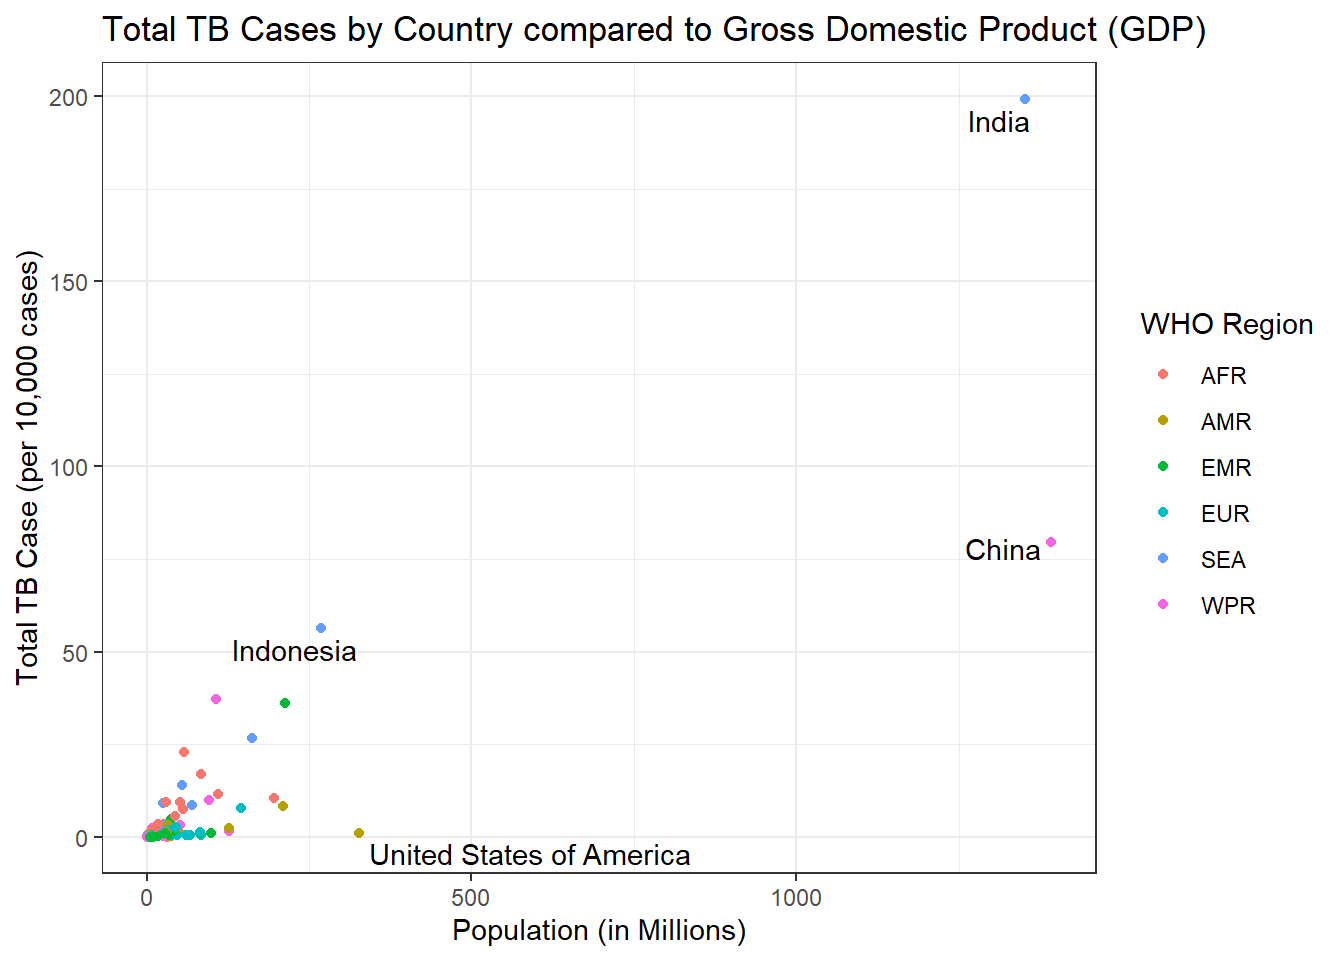 Total TB Cases by Country compared to Gross Domestic Product (GDP)
Total TB Case (per 10,000 cases)
200
150
100
50
0
India
China
Indonesia
United States of America
0
500
1000
Population (in Millions)
WHO Region
AFR
AMR
EMR
EUR
SEA
WPR